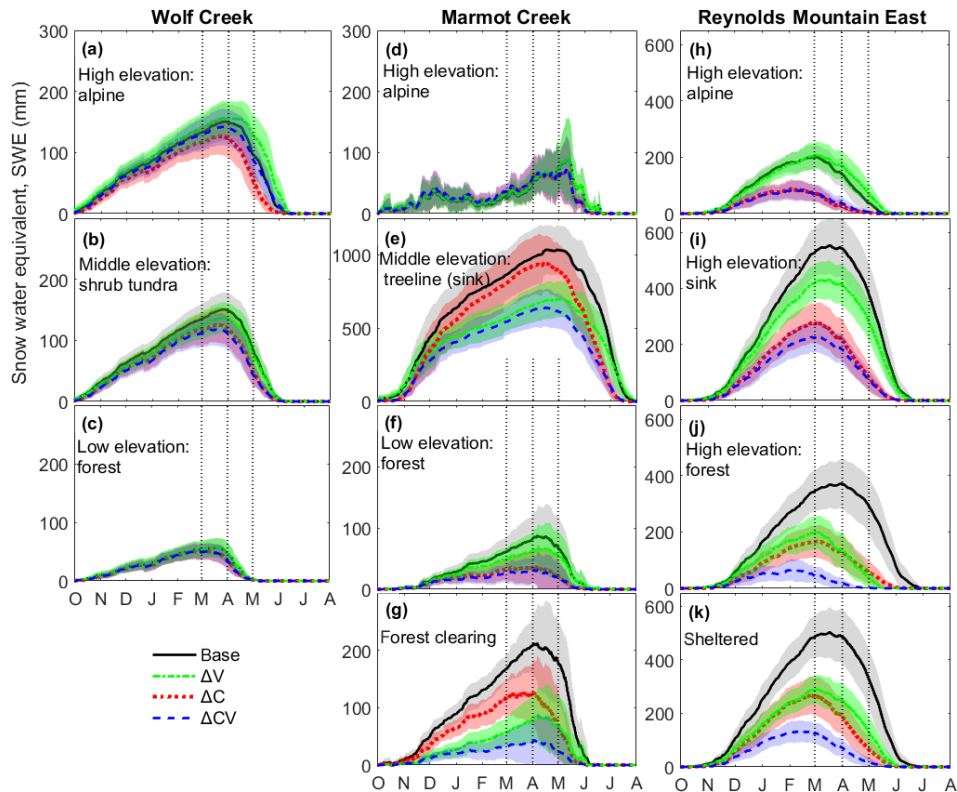 Wolf Creek
Marmot Creek
Reynolds Mountain East
Snow water equivalent, SWE (mm)
300
(a)
High elevation:
alpine
200
100
0
(b)
Middle elevation:
shrub tundra
200
100
0
(c)
Low elevation:
forest
200
100
0
O N D J F M A M J J A
Base
ΔV
ΔC
ΔCV
300
(d)
High elevation:
alpine
200
100
0
(e)
Middle elevation:
treeline (sink)
1000
500
0
(f)
Low elevation:
forest
200
100
0
(g)
Forest clearing
200
100
0
O N D J F M A M J J A
600
(h)
High elevation:
alpine
400
200
0
600
(i)
High elevation:
sink
400
200
0
600
(j)
High elevation:
forest
400
200
0
600
(k)
Sheltered
400
200
0
O N D J F M A M J J A